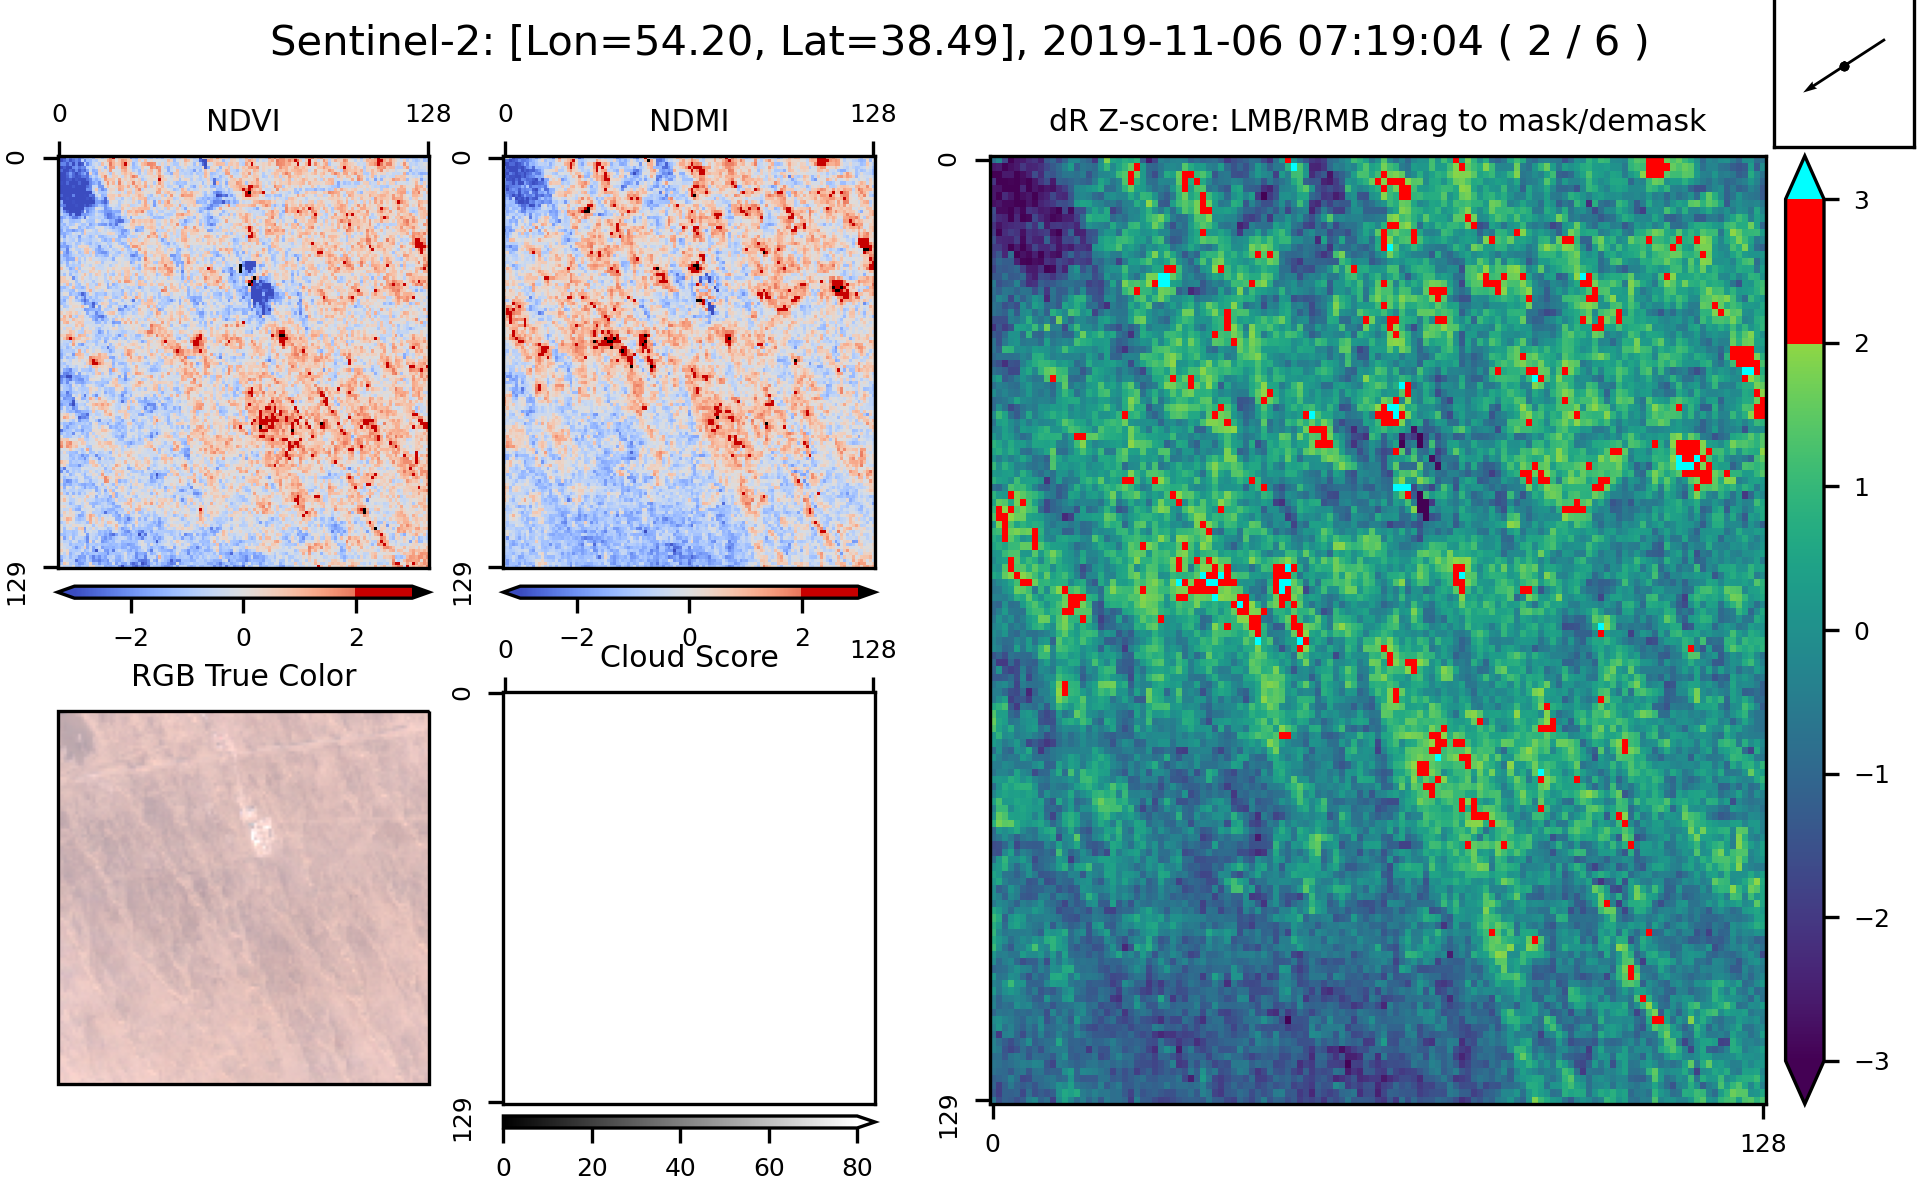 Sentinel-2: [Lon=54.20, Lat=38.49], 2019-11-06 07:19:04 ( 2 / 6 )
0 NDVI 128
0
129
−2 0 2
0 NDMI 128
0
129
−2 0 2
dR Z-score: LMB/RMB drag to mask/demask
0
129
0 128
3
2
1
0
−1
−2
−3
RGB True Color
0 Cloud Score 128
0
129
0 20 40 60 80